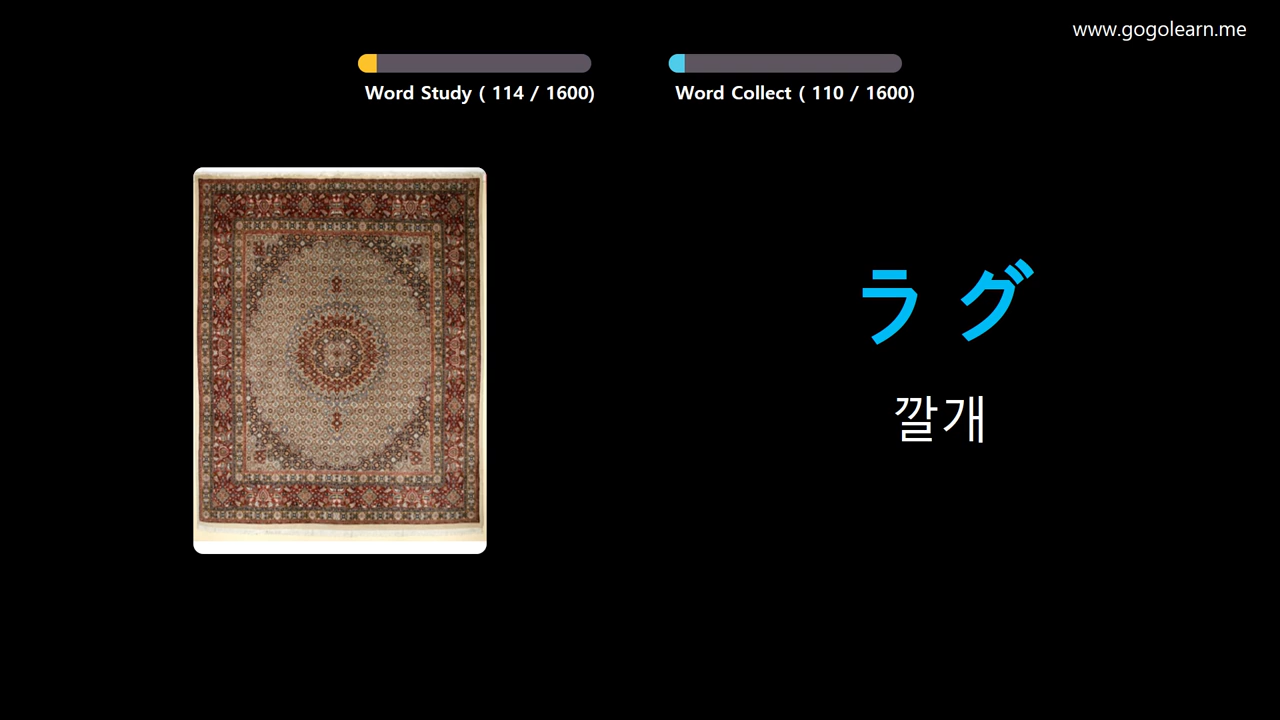 www.gogolearn.me
Word Study ( 114 / 1600)
Word Collect ( 110 / 1600)
ラグ
깔개